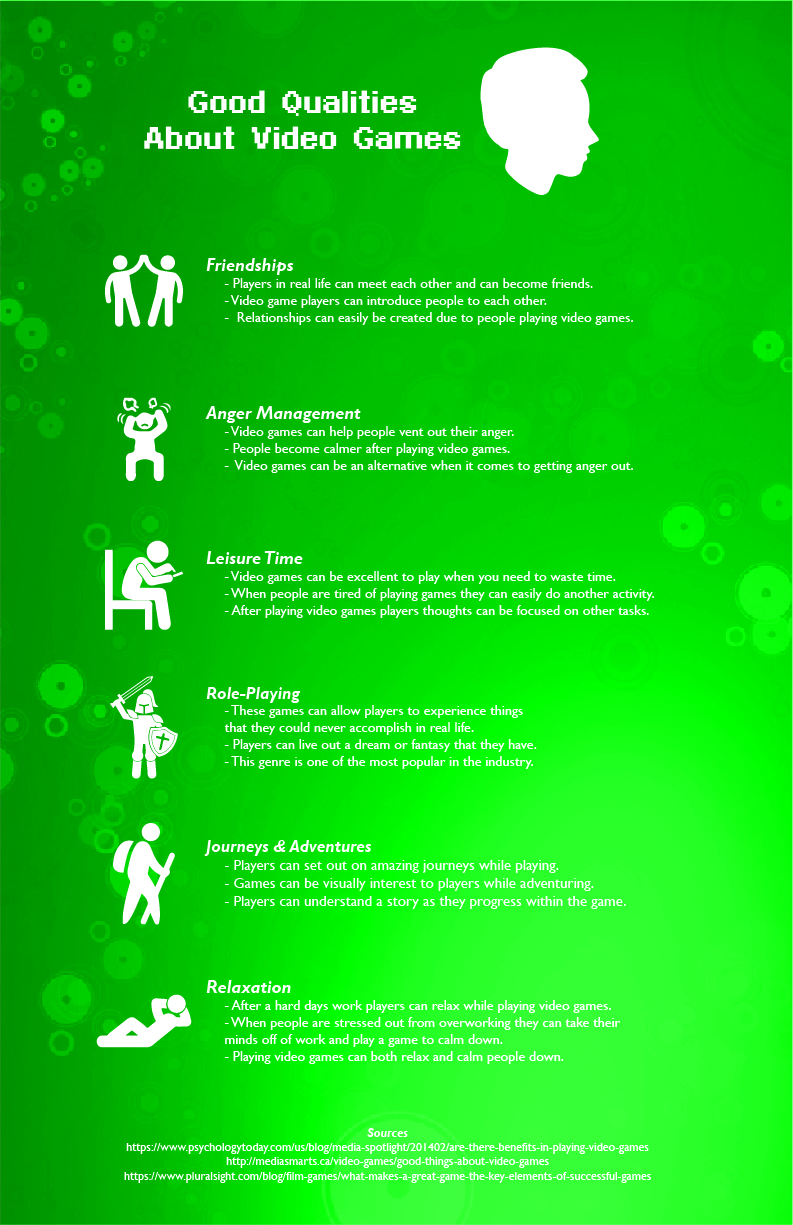 Good Qualities
About Video Games
Friendships
- Players in real life can meet each other and can become friends.
- Video game players can introduce people to each other.
- Relationships can easily be created due to people playing video games.
Anger Management
- Video games can help people vent out their anger.
- People become calmer after playing video games.
- Video games can be an alternative when it comes to getting anger out.
Leisure Time
- Video games can be excellent to play when you need to waste time.
- When people are tired of playing games they can easily do another activity.
- After playing video games players thoughts can be focused on other tasks.
Role-Playing
- These games can allow players to experience things
that they could never accomplish in real life.
- Players can live out a dream or fantasy that they have.
- This genre is one of the most popular in the industry.
Journeys & Adventures
- Players can set out on amazing journeys while playing.
- Games can be visually interest to players while adventuring.
- Players can understand a story as they progress within the game.
Relaxation
- After a hard days work players can relax while playing video games.
- When people are stressed out from overworking they can take their
minds off of work and play a game to calm down.
- Playing video games can both relax and calm people down.
Sources
https://www.psychologytoday.com/us/blog/media-spotlight/201402/are-there-benefits-in-playing-video-games
http://mediasmarts.ca/video-games/good-things-about-video-games
https://www.pluralsight.com/blog/film-games/what-makes-a-great-game-the-key-elements-of-successful-games